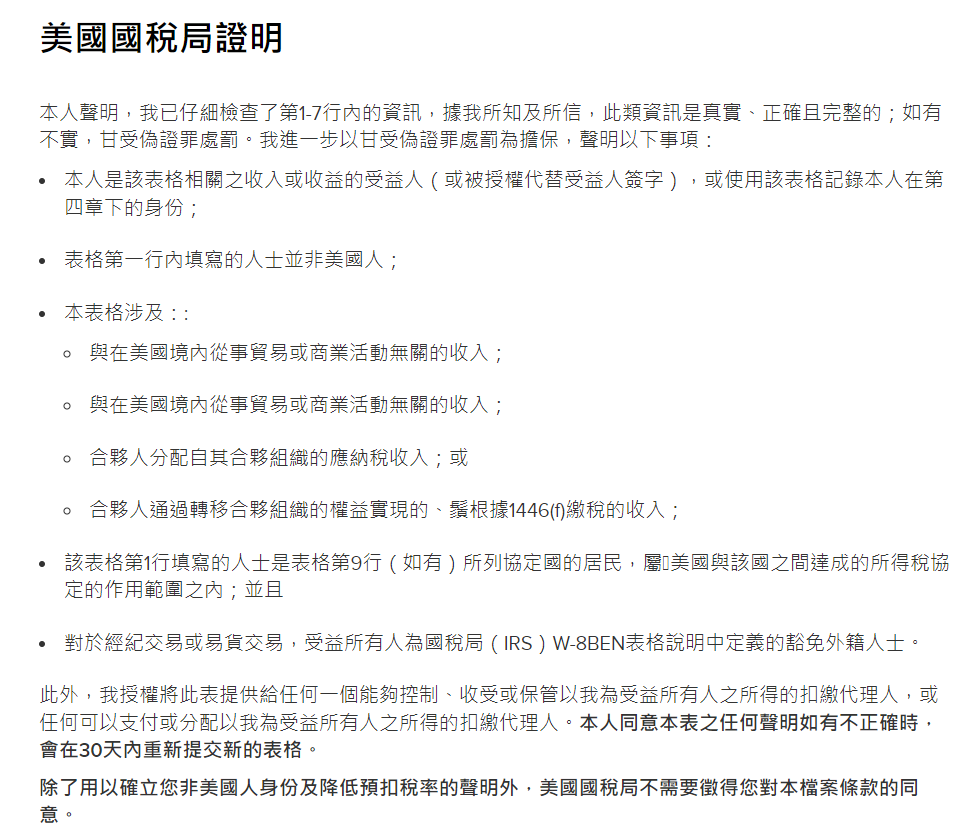 美國國稅局證明
本人聲明，我已仔細檢查了第1-7行內的資訊，據我所知及所信，此類資訊是真實、正確且完整的；如有
不實，甘受偽證罪處罰。我進一步以甘受偽證罪處罰為擔保，聲明以下事項：
• 本人是該表格相關之收入或收益的受益人（或被授權代替受益人簽字），或使用該表格記錄本人在第
四章下的身份；
• 表格第一行內填寫的人士並非美國人；
• 本表格涉及：:
◦ 與在美國境內從事貿易或商業活動無關的收入；
◦ 與在美國境內從事貿易或商業活動無關的收入；
◦ 合夥人分配自其合夥組織的應納稅收入；或
◦ 合夥人通過轉移合夥組織的權益實現的、鬚根據1446(f)繳稅的收入；
• 該表格第1行填寫的人士是表格第9行（如有）所列協定國的居民，屬美國與該國之間達成的所得稅協
定的作用範圍之內；並且
• 對於經紀交易或易貨交易，受益所有人為國稅局（IRS）W-8BEN表格說明中定義的豁免外籍人士。
此外，我授權將此表提供給任何一個能夠控制、收受或保管以我為受益所有人之所得的扣繳代理人，或
任何可以支付或分配以我為受益所有人之所得的扣繳代理人。本人同意本表之任何聲明如有不正確時，
會在30天內重新提交新的表格。
除了用以確立您非美國人身份及降低預扣稅率的聲明外，美國國稅局不需要徵得您對本檔案條款的同
意。